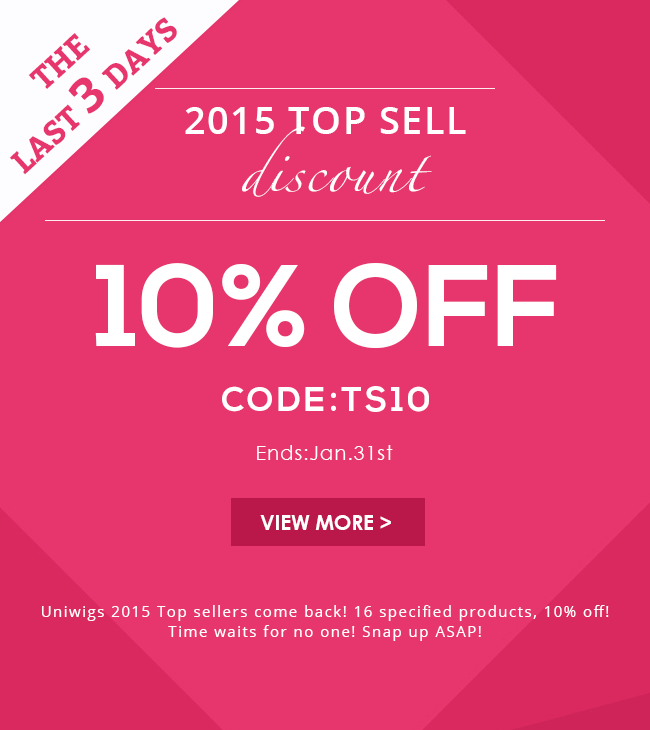 THE
LAST 3 DAYS
2015 TOP SELL
discount
10% OFF
CODE:TS10
Ends:Jan.31st
VIEW MORE >
Uniwigs 2015 Top sellers come back! 16 specified products, 10% off!
Time waits for no one! Snap up ASAP!